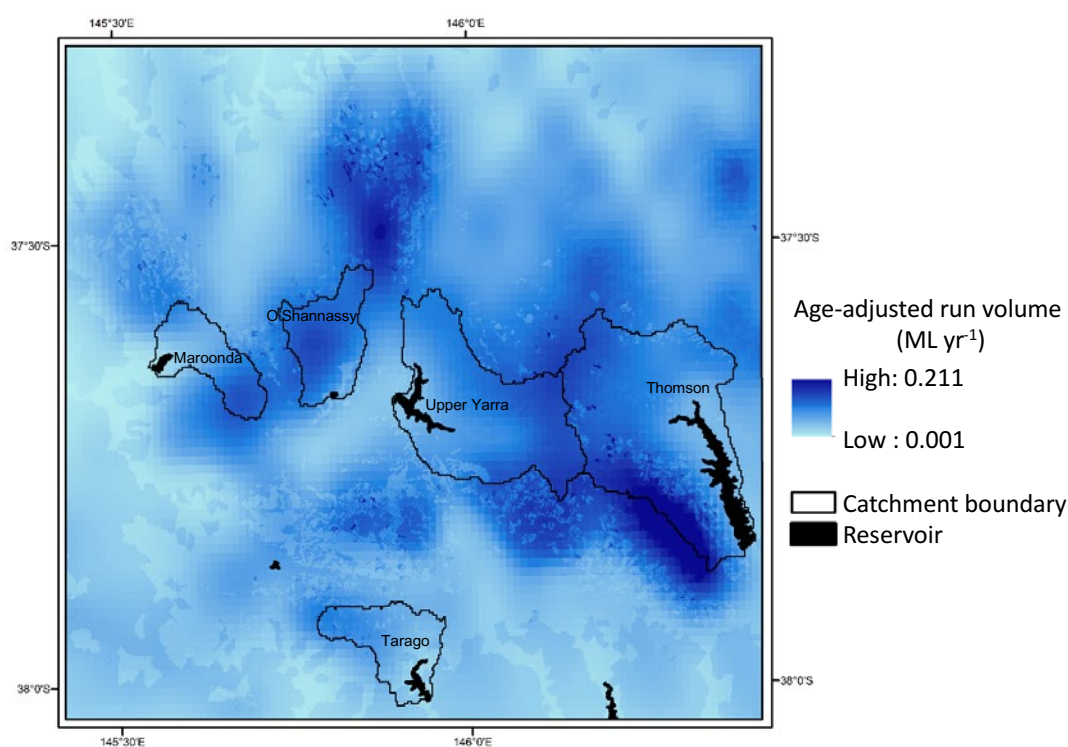 145°30'E
146°0'E
37°30'S
37°30'S
O'Shannassy
Maroonda
Thomson
Upper Yarra
Age-adjusted run volume
(ML yr-1)
High: 0.211
Low : 0.001
Catchment boundary
Reservoir
Tarago
38°0'S
38°0'S
145°30'E
146°0'E